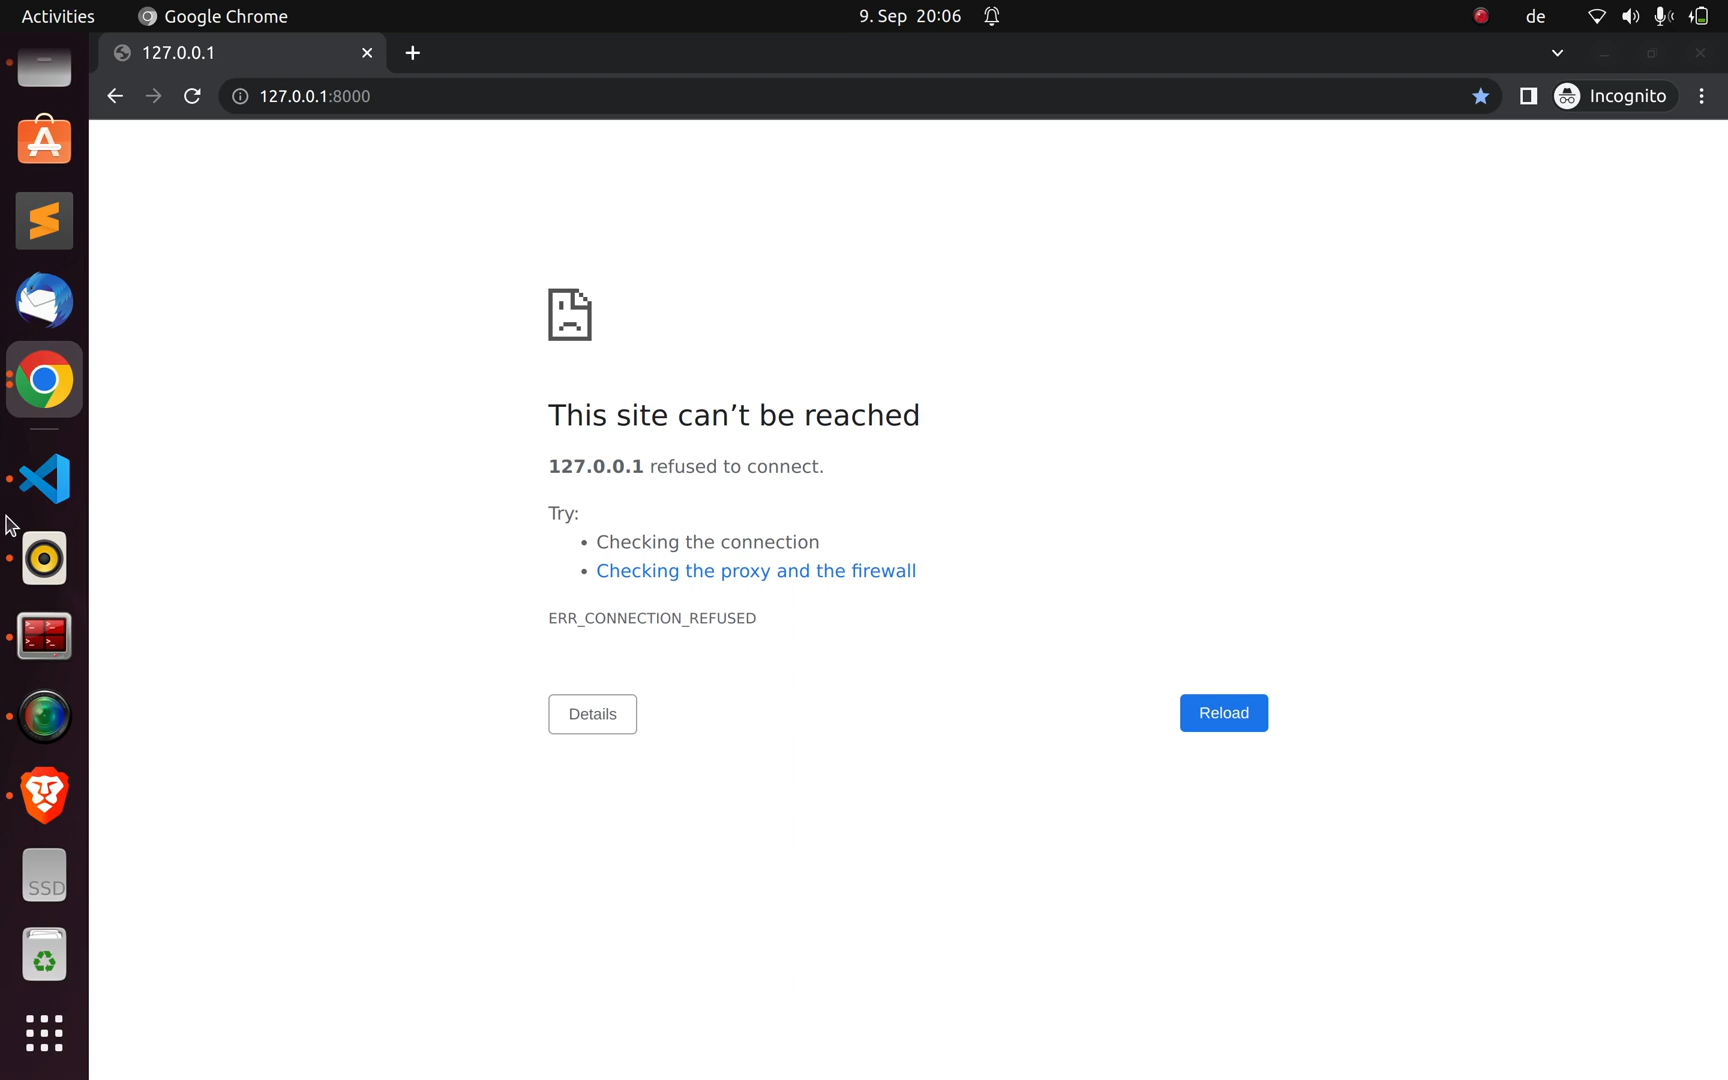 Activities
Google Chrome
9. Sep 20:06
de
127.0.0.1
127.0.0.1:8000
Incognito
This site can’t be reached
127.0.0.1 refused to connect.
Try:
• Checking the connection
• Checking the proxy and the firewall
ERR_CONNECTION_REFUSED
Details
Reload
SSD